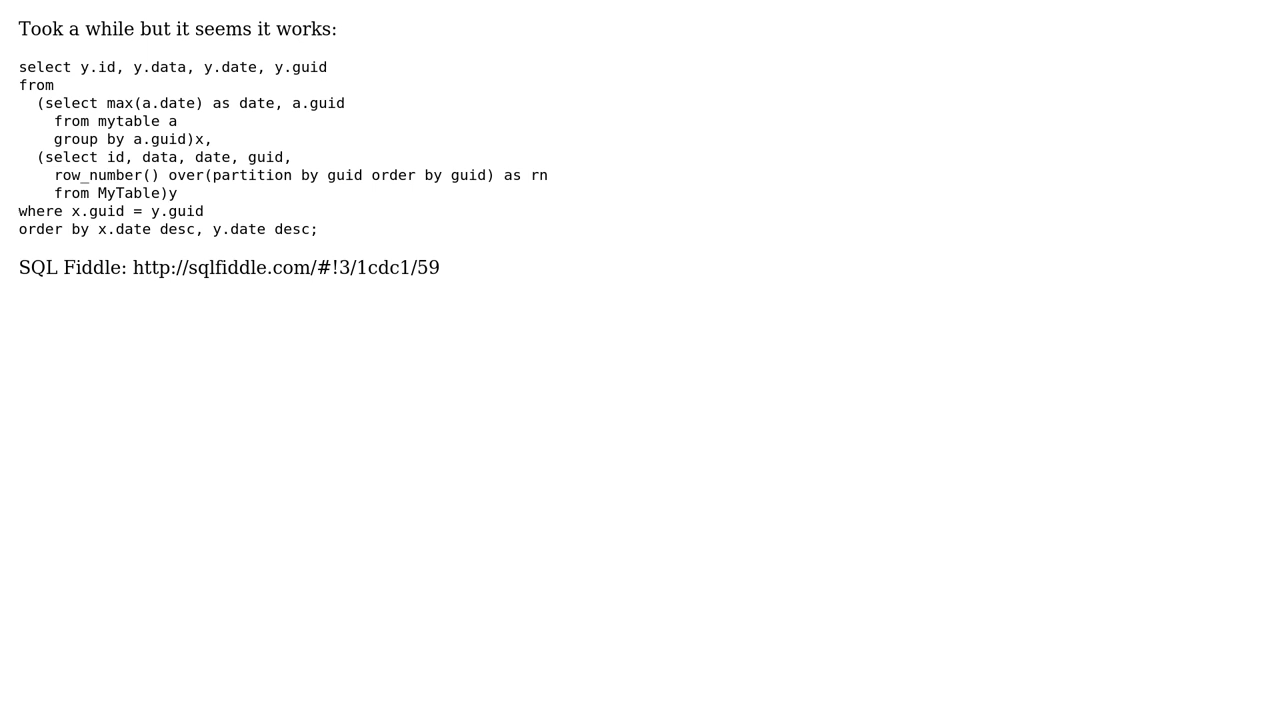 Took a while but it seems it works:
select y.id, y.data, y.date, y.guid
from
  (select max(a.date) as date, a.guid
    from mytable a
    group by a.guid)x,
  (select id, data, date, guid,
    row_number() over(partition by guid order by guid) as rn
    from MyTable)y
where x.guid = y.guid
order by x.date desc, y.date desc;
SQL Fiddle: http://sqlfiddle.com/#!3/1cdc1/59